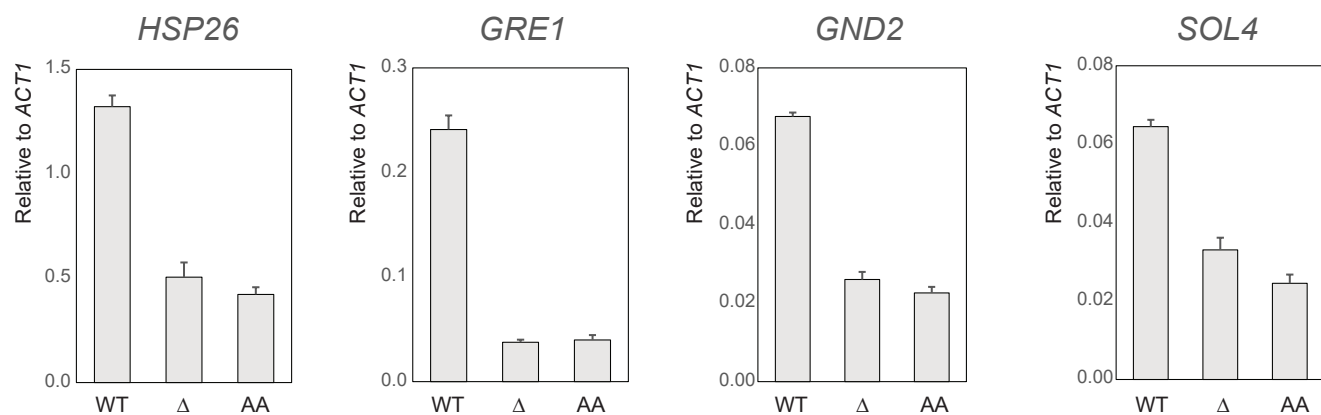 HSP26
GRE1
GND2
SOL4
Relative to ACT1
1.5
1.0
0.5
0.0
WT Δ AA
Relative to ACT1
0.3
0.2
0.1
0.0
WT Δ AA
Relative to ACT1
0.08
0.06
0.04
0.02
0.00
WT Δ AA
Relative to ACT1
0.08
0.06
0.04
0.02
0.00
WT Δ AA